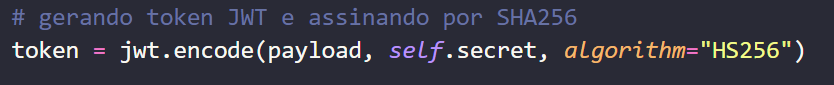 # gerando token JWT e assinando por SHA256
token = jwt.encode(payload, self.secret, algorithm="HS256")